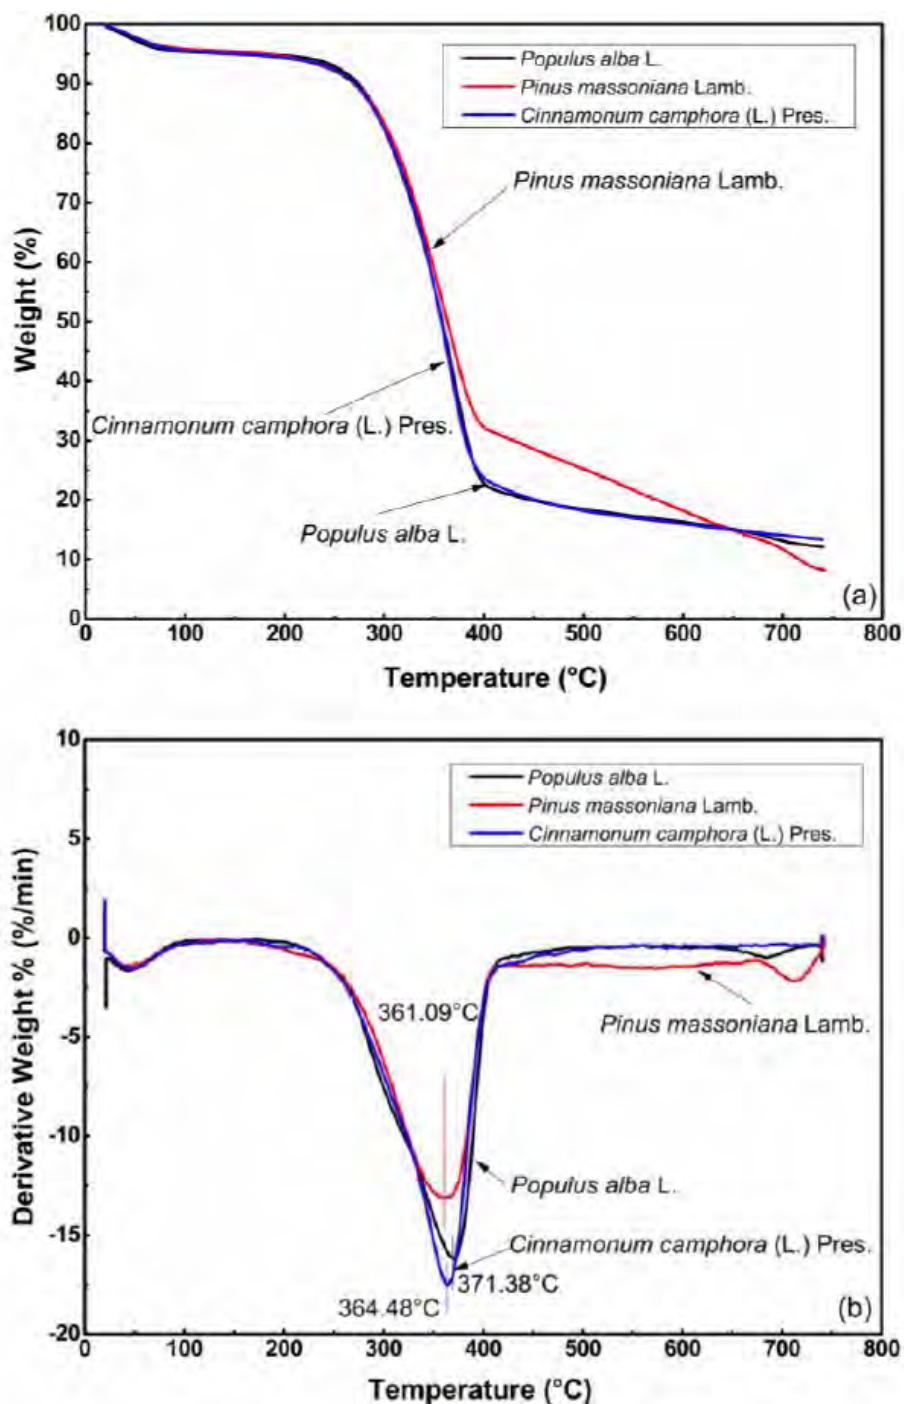 100
90
80
70
60
50
40
30
20
10
0
Weight (%)
Populus alba L.
Pinus massoniana Lamb.
Cinnamonum camphora (L.) Pres.
Pinus massoniana Lamb.
Cinnamonum camphora (L.) Pres.
Populus alba L.
(a)
0 100 200 300 400 500 600 700 800
Temperature (°C)
10
5
0
-5
-10
-15
-20
Derivative Weight % (%/min)
Populus alba L.
Pinus massoniana Lamb.
Cinnamonum camphora (L.) Pres.
361.09°C
Pinus massoniana Lamb.
Populus alba L.
Cinnamonum camphora (L.) Pres.
371.38°C
364.48°C
(b)
0 100 200 300 400 500 600 700 800
Temperature (°C)